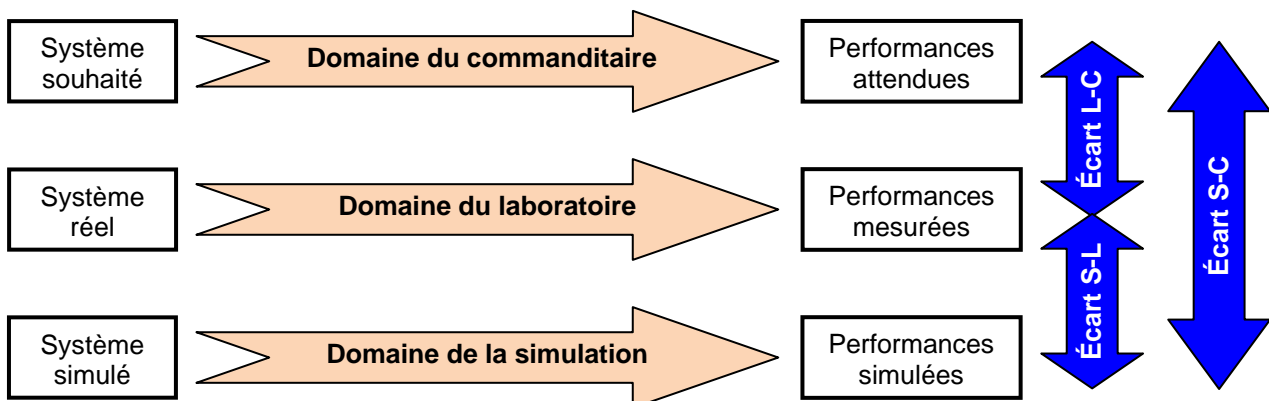 Système
souhaité
Domaine du commanditaire
Performances
attendues
Écart L-C
Écart S-C
Système
réel
Domaine du laboratoire
Performances
mesurées
Écart S-L
Système
simulé
Domaine de la simulation
Performances
simulées